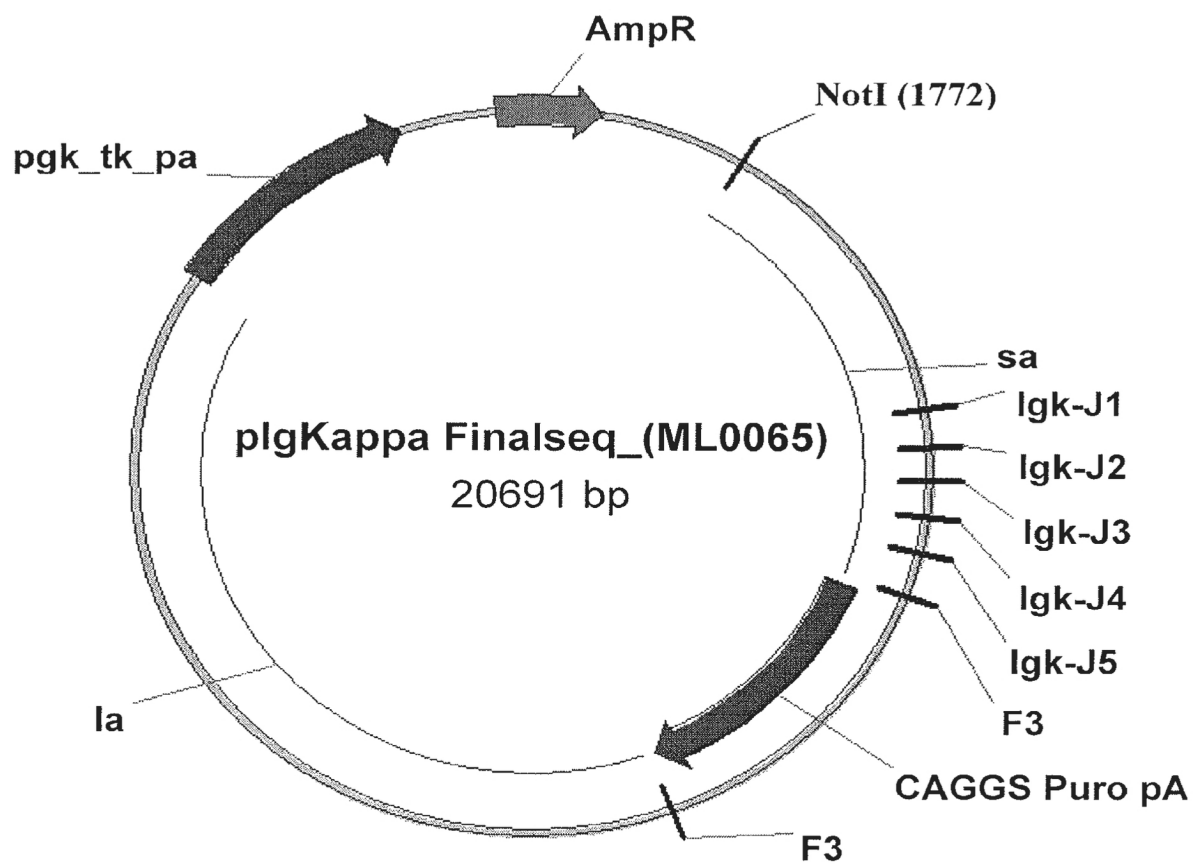 AmpR
NotI (1772)
pgk_tk_pa
sa
Igk-J1
pIgKappa Finalseq_(ML0065)
Igk-J2
20691 bp
Igk-J3
Igk-J4
Igk-J5
la
F3
CAGGS Puro pA
F3